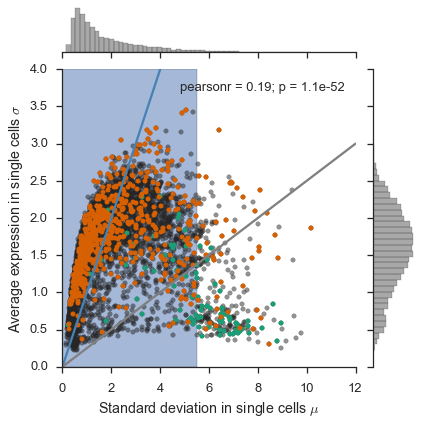 4.0
pearsonr = 0.19; p = 1.1e-52
3.5
3.0
2.5
2.0
1.5
1.0
0.5
0.0
Average expression in single cells σ
0 2 4 6 8 10 12
Standard deviation in single cells μ